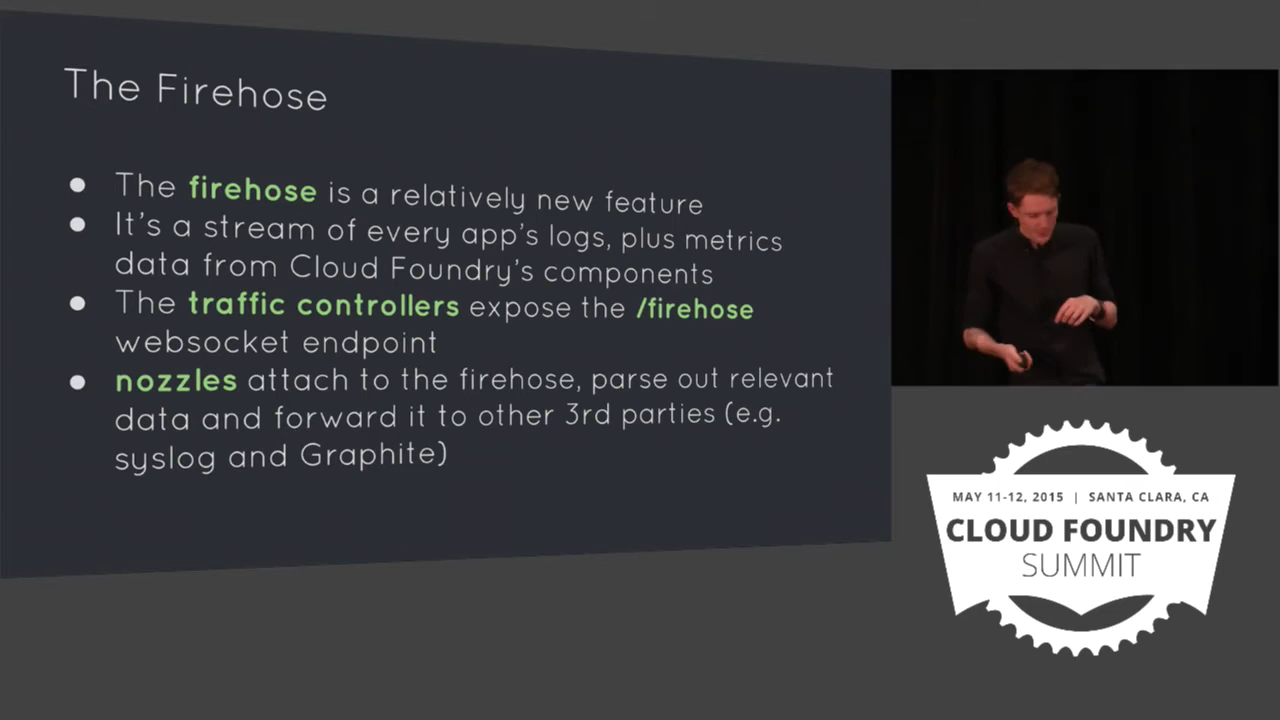 The Firehose
● The firehose is a relatively new feature
● It's a stream of every app's logs, plus metrics
data from Cloud Foundry's components
● The traffic controllers expose the /firehose
websocket endpoint
● nozzles attach to the firehose, parse out relevant
data and forward it to other 3rd parties (e.g.
syslog and Graphite)
MAY 11-12, 2015 | SANTA CLARA, CA
CLOUD FOUNDRY
SUMMIT